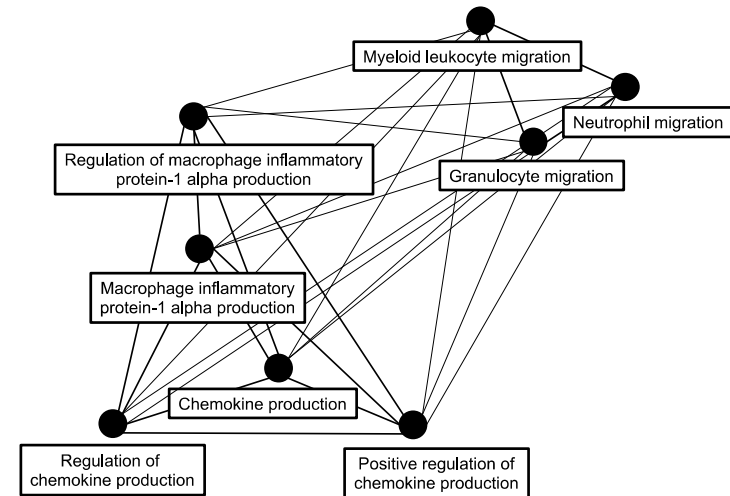 Myeloid leukocyte migration
Neutrophil migration
Regulation of macrophage inflammatory
protein-1 alpha production
Granulocyte migration
Macrophage inflammatory
protein-1 alpha production
Chemokine production
Regulation of
chemokine production
Positive regulation of
chemokine production